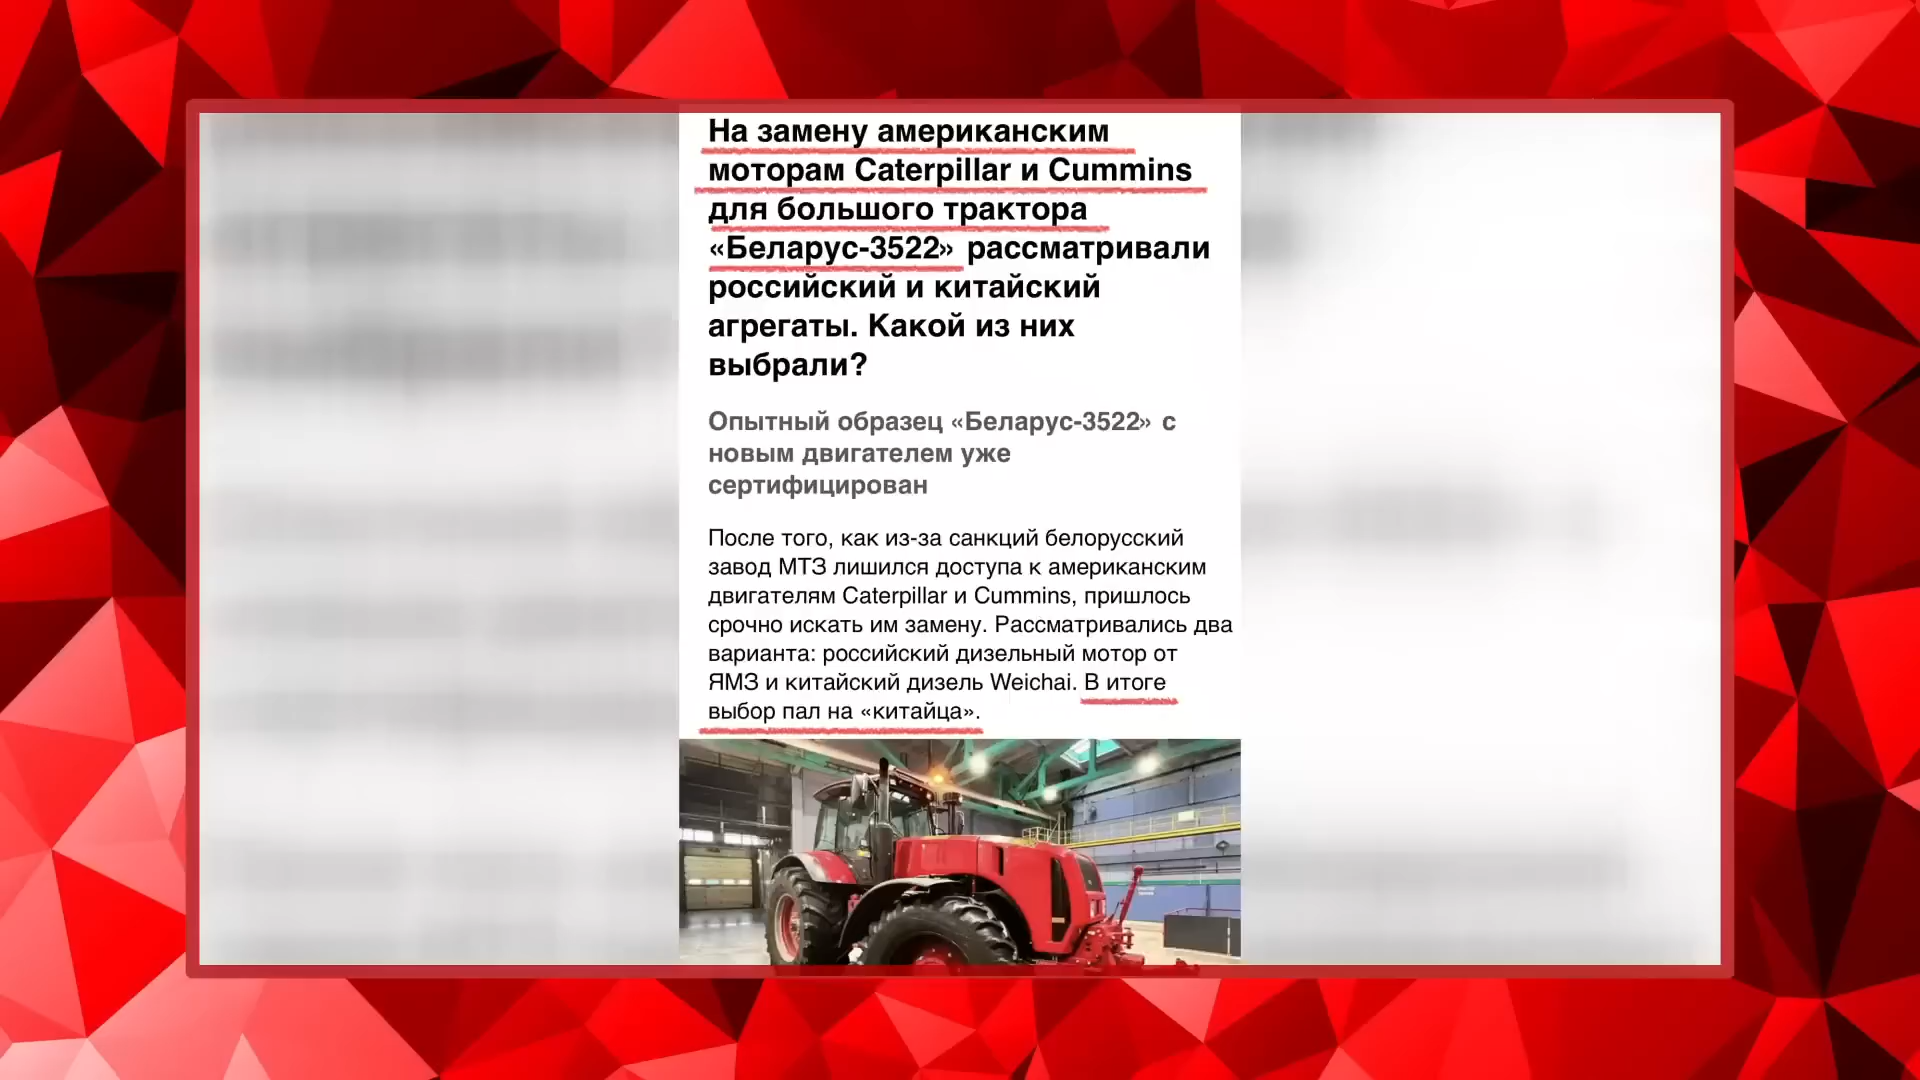 На замену американским
моторам Caterpillar и Cummins
для большого трактора
«Беларус-3522» рассматривали
российский и китайский
агрегаты. Какой из них
выбрали?
Опытный образец «Беларус-3522» с
новым двигателем уже
сертифицирован
После того, как из-за санкций белорусский
завод МТЗ лишился доступа к американским
двигателям Caterpillar и Cummins, пришлось
срочно искать им замену. Рассматривались два
варианта: российский дизельный мотор от
ЯМЗ и китайский дизель Weichai. В итоге
выбор пал на «китайца».